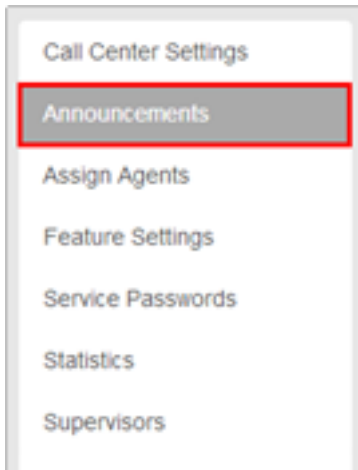 Call Center Settings
Announcements
Assign Agents
Feature Settings
Service Passwords
Statistics
Supervisors